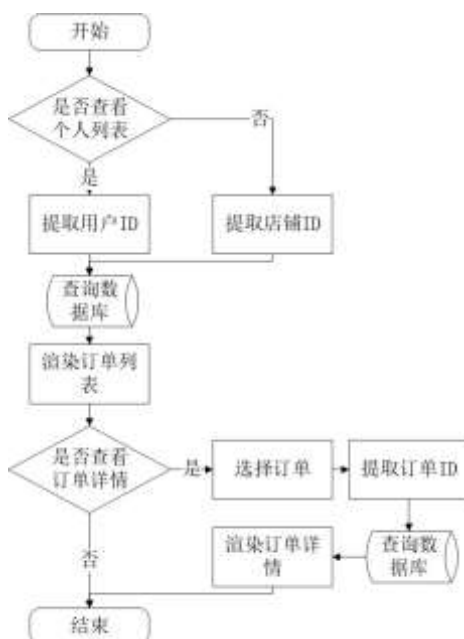 开始
是否查看
个人列表
否
是
提取用户ID
提取店铺ID
查询数
据库
渲染订单列
表
是否查看
订单详情
是
选择订单
提取订单ID
渲染订单详
情
查询数
据库
否
结束